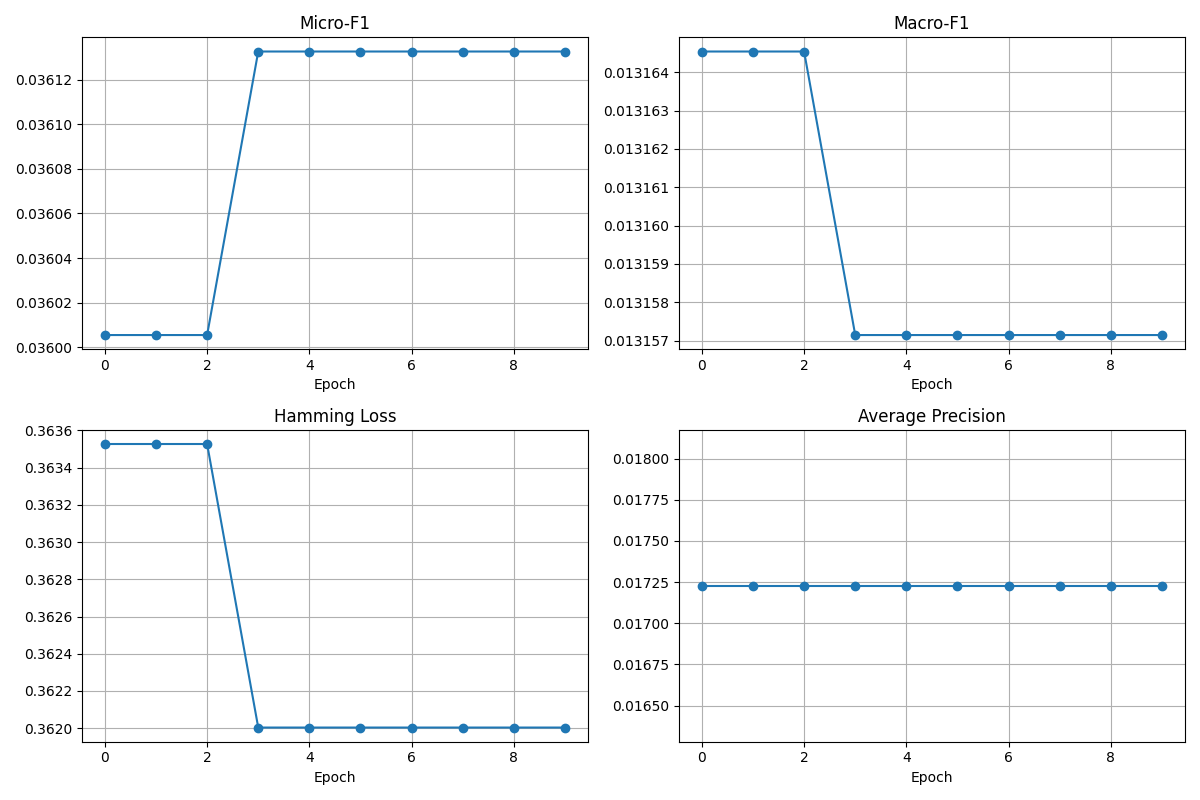 Micro-F1
0.03612
0.03610
0.03608
0.03606
0.03604
0.03602
0.03600
0 2 4 6 8
Epoch
Macro-F1
0.013164
0.013163
0.013162
0.013161
0.013160
0.013159
0.013158
0.013157
0 2 4 6 8
Epoch
Hamming Loss
0.3636
0.3634
0.3632
0.3630
0.3628
0.3626
0.3624
0.3622
0.3620
0 2 4 6 8
Epoch
Average Precision
0.01800
0.01775
0.01750
0.01725
0.01700
0.01675
0.01650
0 2 4 6 8
Epoch